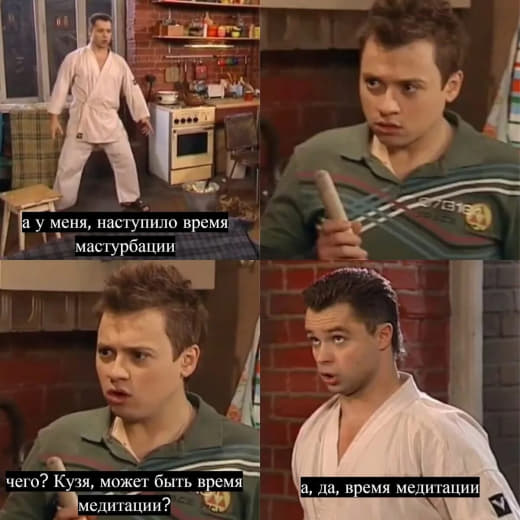 а у меня, наступило время
мастурбации
чего? Кузя, может быть время
медитации?
а, да, время медитации